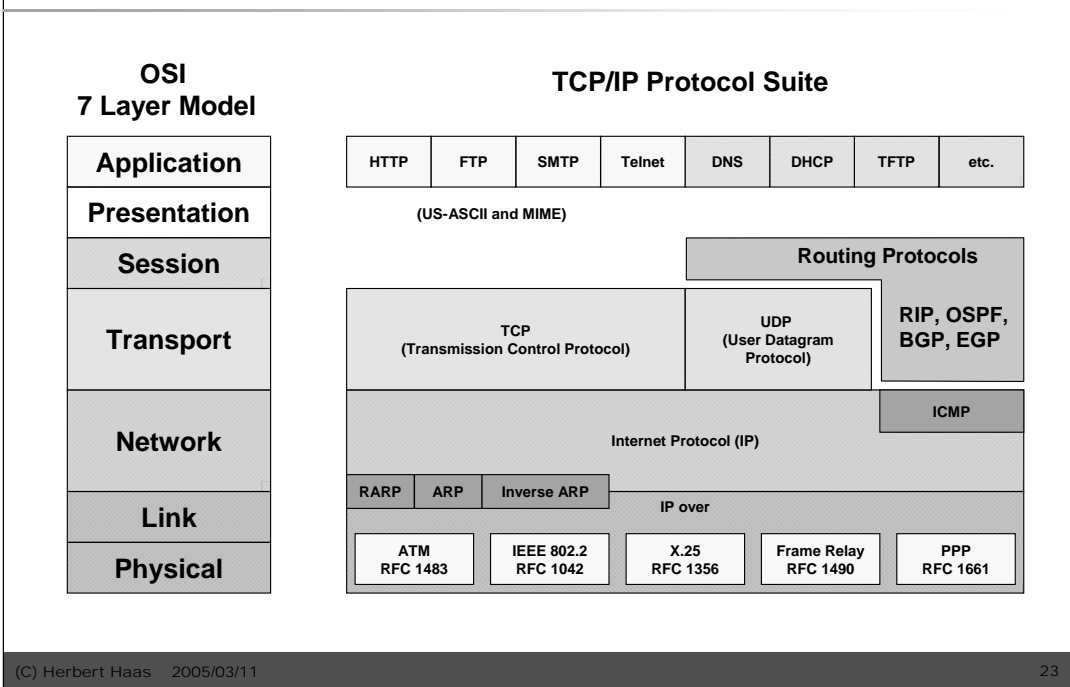 OSI
7 Layer Model
TCP/IP Protocol Suite
Application
HTTP
FTP
SMTP
Telnet
DNS
DHCP
TFTP
etc.
Presentation
(US-ASCII and MIME)
Session
Routing Protocols
Transport
TCP
(Transmission Control Protocol)
UDP
(User Datagram
Protocol)
RIP, OSPF,
BGP, EGP
Network
Internet Protocol (IP)
ICMP
RARP
ARP
Inverse ARP
Link
IP over
Physical
ATM
RFC 1483
IEEE 802.2
RFC 1042
X.25
RFC 1356
Frame Relay
RFC 1490
PPP
RFC 1661
(C) Herbert Haas 2005/03/11
23